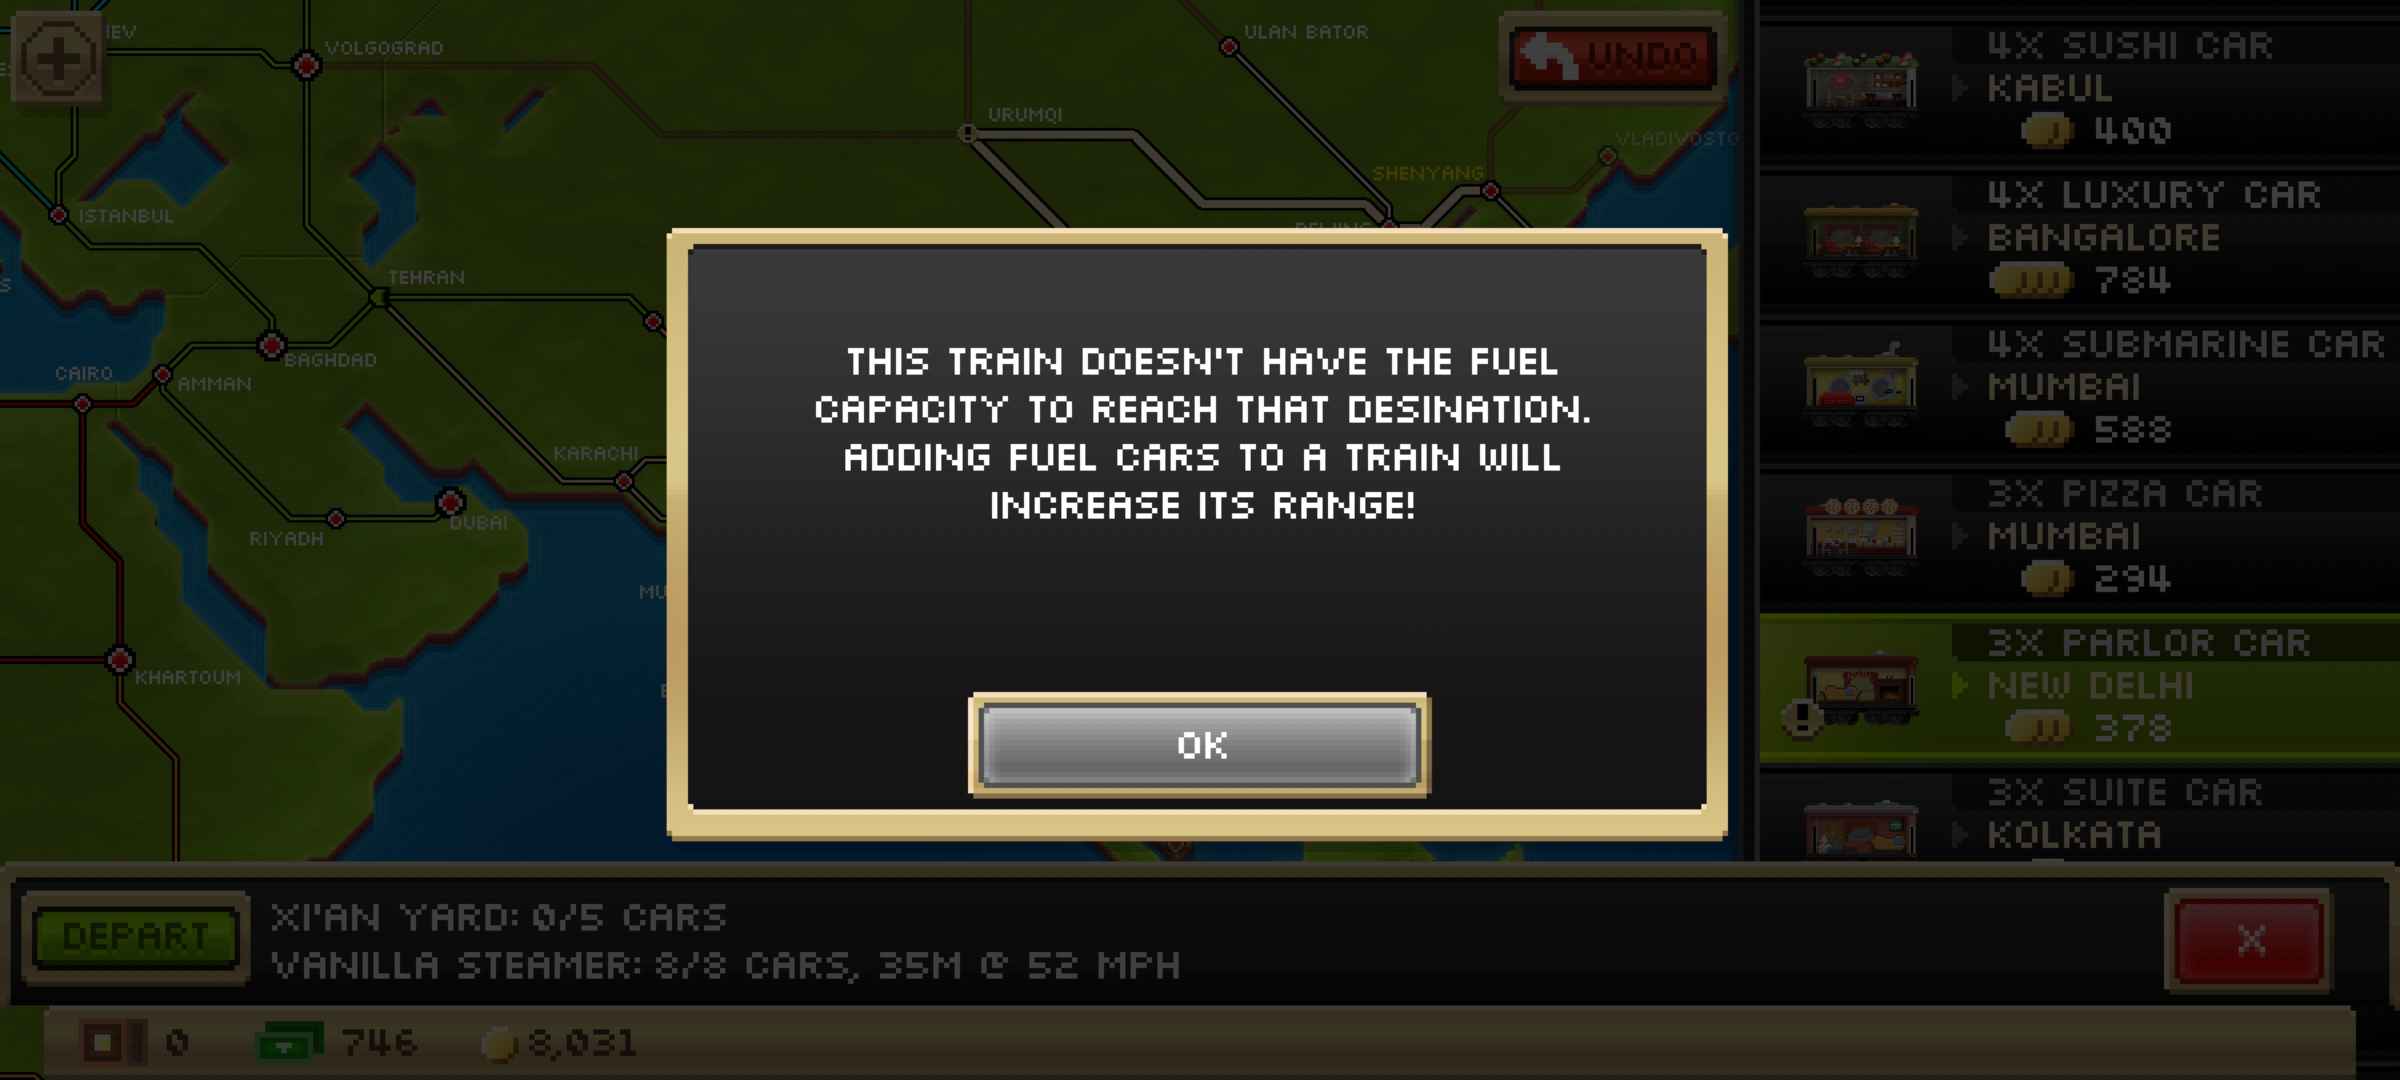 IEV
VOLGOGRAD
ULAN BATOR
UNDO
URUMQI
VLADIVOSTO
SHENYANG
BEIJING
ISTANBUL
TEHRAN
BAGHDAD
CAIRO
AMMAN
KARACHI
DUBAI
RIYADH
MU
KHARTOUM
THIS TRAIN DOESN'T HAVE THE FUEL
CAPACITY TO REACH THAT DESINATION.
ADDING FUEL CARS TO A TRAIN WILL
INCREASE ITS RANGE!
OK
4X SUSHI CAR
KABUL
400
4X LUXURY CAR
BANGALORE
784
4X SUBMARINE CAR
MUMBAI
588
3X PIZZA CAR
MUMBAI
294
3X PARLOR CAR
NEW DELHI
378
3X SUITE CAR
KOLKATA
DEPART
XI'AN YARD: 0/5 CARS
VANILLA STEAMER: 8/8 CARS, 35M @ 52 MPH
X
0
746
8,031